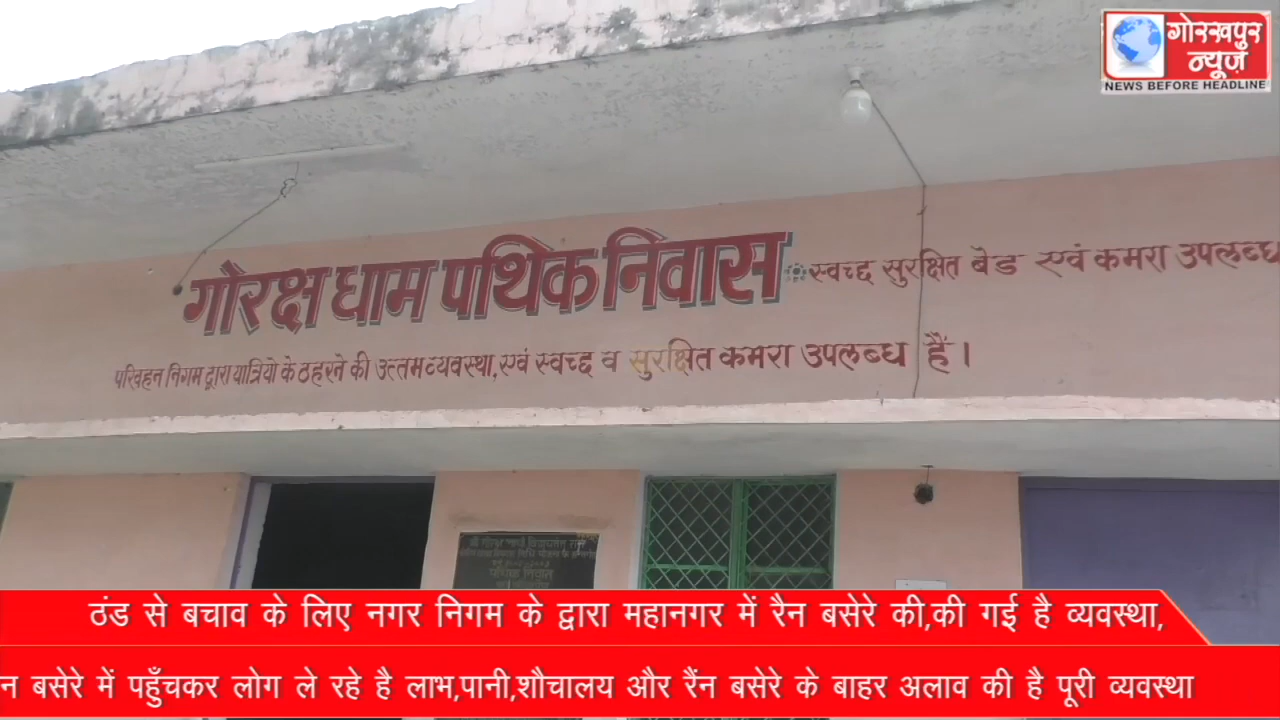 गोरखपुर
न्यूज़
NEWS BEFORE HEADLINE
गोरक्ष धाम पथिक निवास
स्वच्छ सुरक्षित बेड एवं कमरा उपलब्ध
परिवहन निगम द्वारा यात्रियो के ठहरने की उत्तम व्यवस्था, एवं स्वच्छ व सुरक्षित कमरा उपलब्ध हैं।
पथिक निवास
ठंड से बचाव के लिए नगर निगम के द्वारा महानगर में रैन बसेरे की,की गई है व्यवस्था,
न बसेरे में पहुँचकर लोग ले रहे है लाभ,पानी,शौचालय और रैंन बसेरे के बाहर अलाव की है पूरी व्यवस्था